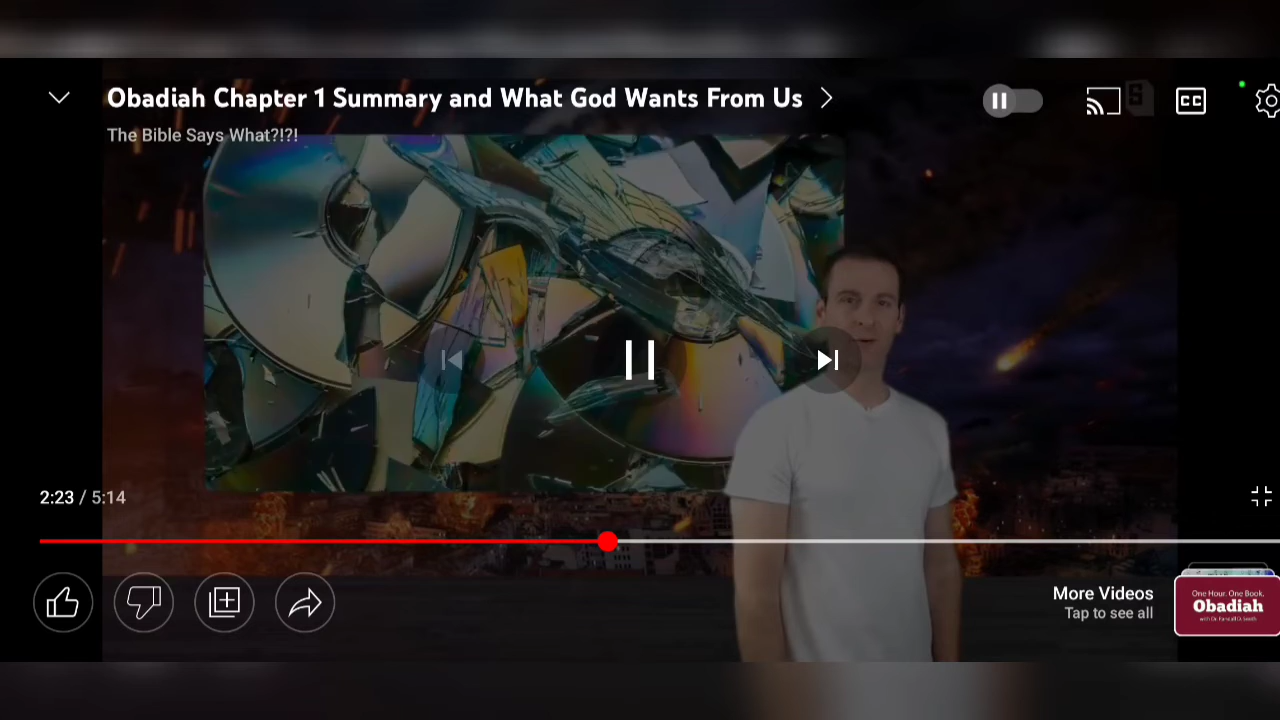 Obadiah Chapter 1 Summary and What God Wants From Us
The Bible Says What?!?!
CC
S
2:23 / 5:14
More Videos
Tap to see all
One Hour. One Book.
Obadiah